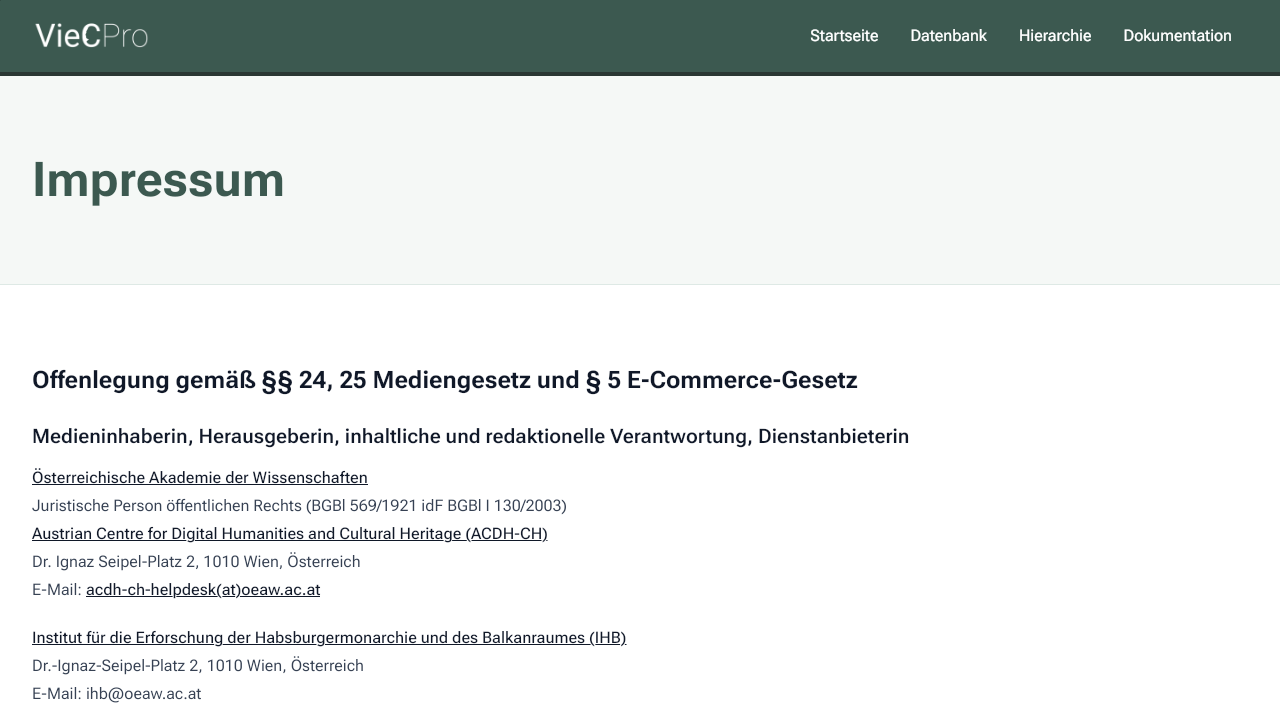 VieCPro
Startseite Datenbank Hierarchie Dokumentation
Impressum
Offenlegung gemäß §§ 24, 25 Mediengesetz und § 5 E-Commerce-Gesetz
Medieninhaberin, Herausgeberin, inhaltliche und redaktionelle Verantwortung, Dienstanbieterin
Österreichische Akademie der Wissenschaften
Juristische Person öffentlichen Rechts (BGBl 569/1921 idF BGBl I 130/2003)
Austrian Centre for Digital Humanities and Cultural Heritage (ACDH-CH)
Dr. Ignaz Seipel-Platz 2, 1010 Wien, Österreich
E-Mail: acdh-ch-helpdesk(at)oeaw.ac.at
Institut für die Erforschung der Habsburgermonarchie und des Balkanraumes (IHB)
Dr.-Ignaz-Seipel-Platz 2, 1010 Wien, Österreich
E-Mail: ihb@oeaw.ac.at